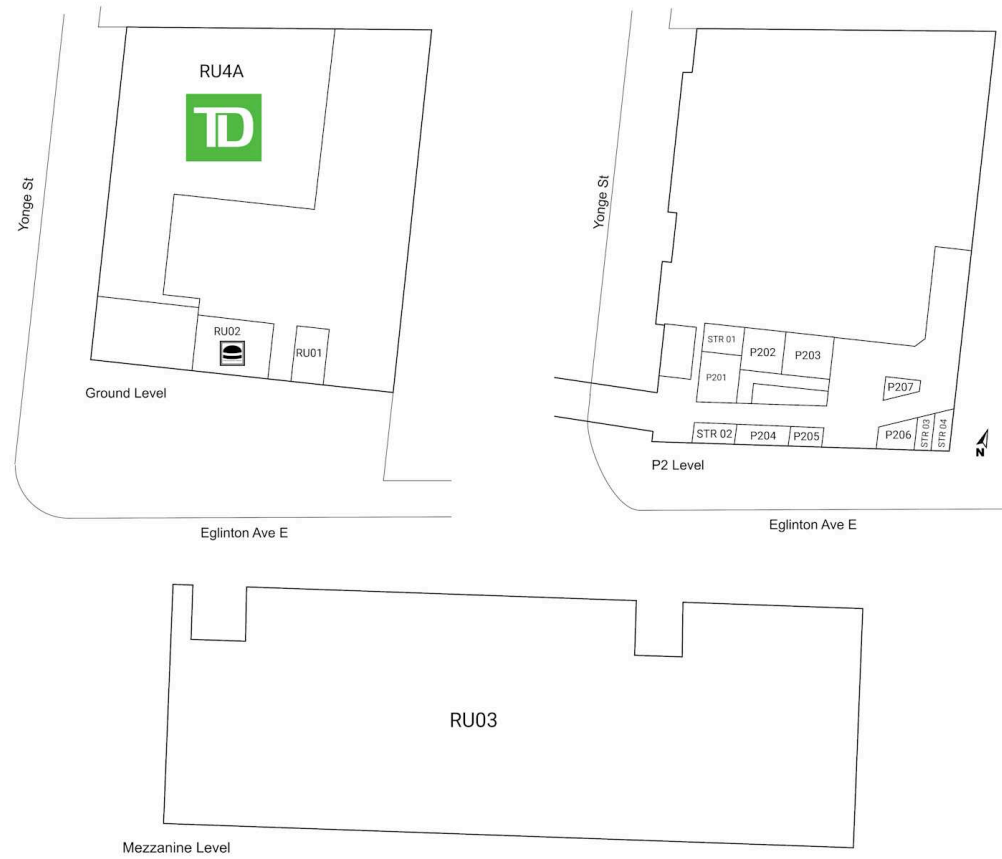 RU4A
TD
Yonge St
RU02
RU01
Ground Level
Eglinton Ave E
Yonge St
STR 01
P202
P203
P201
P207
STR 02
P204
P205
P206
STR 03
STR 04
N
P2 Level
Eglinton Ave E
RU03
Mezzanine Level